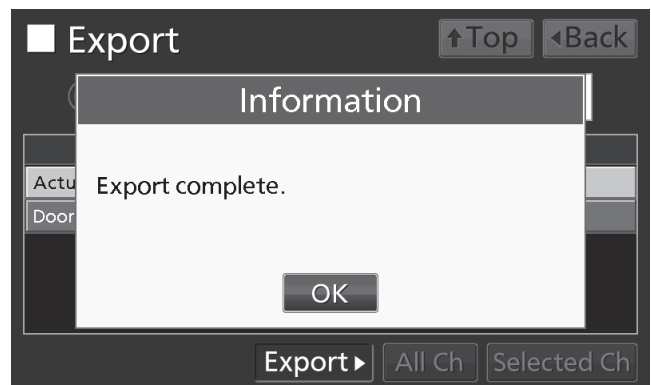 Export
↑Top
◂Back
Information
Actu
Export complete.
Door
OK
Export▸
All Ch
Selected Ch